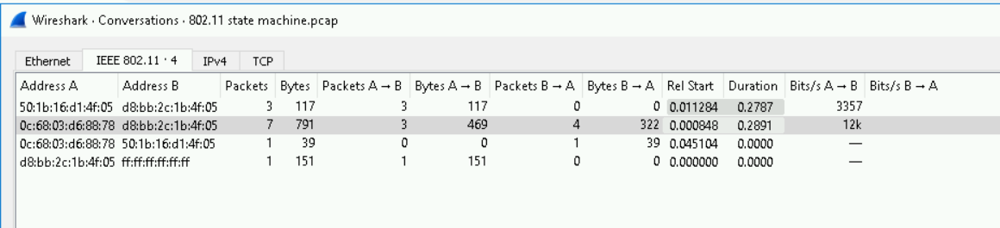 Wireshark · Conversations · 802.11 state machine.pcap
Ethernet IEEE 802.11 · 4 IPv4 TCP
Address A Address B Packets Bytes Packets A → B Bytes A → B Packets B → A Bytes B → A Rel Start Duration Bits/s A → B Bits/s B → A
50:1b:16:d1:4f:05 d8:bb:2c:1b:4f:05 3 117 3 117 0 0 0.011284 0.2787 3357
0c:68:03:d6:88:78 d8:bb:2c:1b:4f:05 7 791 3 469 4 322 0.000848 0.2891 12k
0c:68:03:d6:88:78 50:1b:16:d1:4f:05 1 39 0 0 1 39 0.045104 0.0000 —
d8:bb:2c:1b:4f:05 ff:ff:ff:ff:ff:ff 1 151 1 151 0 0 0.000000 0.0000 —